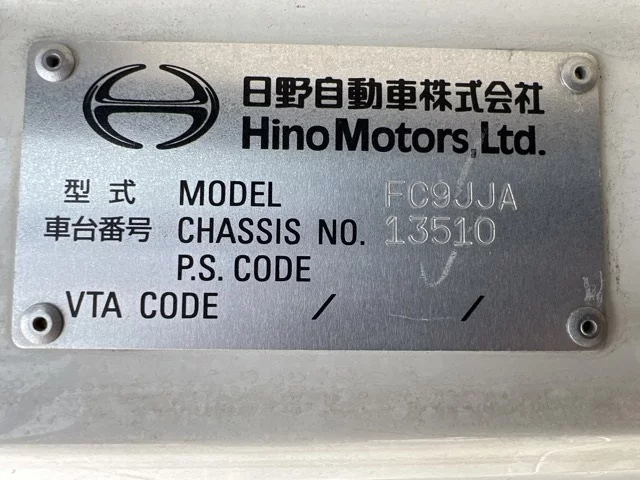 日野自動車株式会社
Hino Motors, Ltd.
型式 MODEL FC9JJA
車台番号 CHASSIS NO. 13510
P.S. CODE
VTA CODE / /